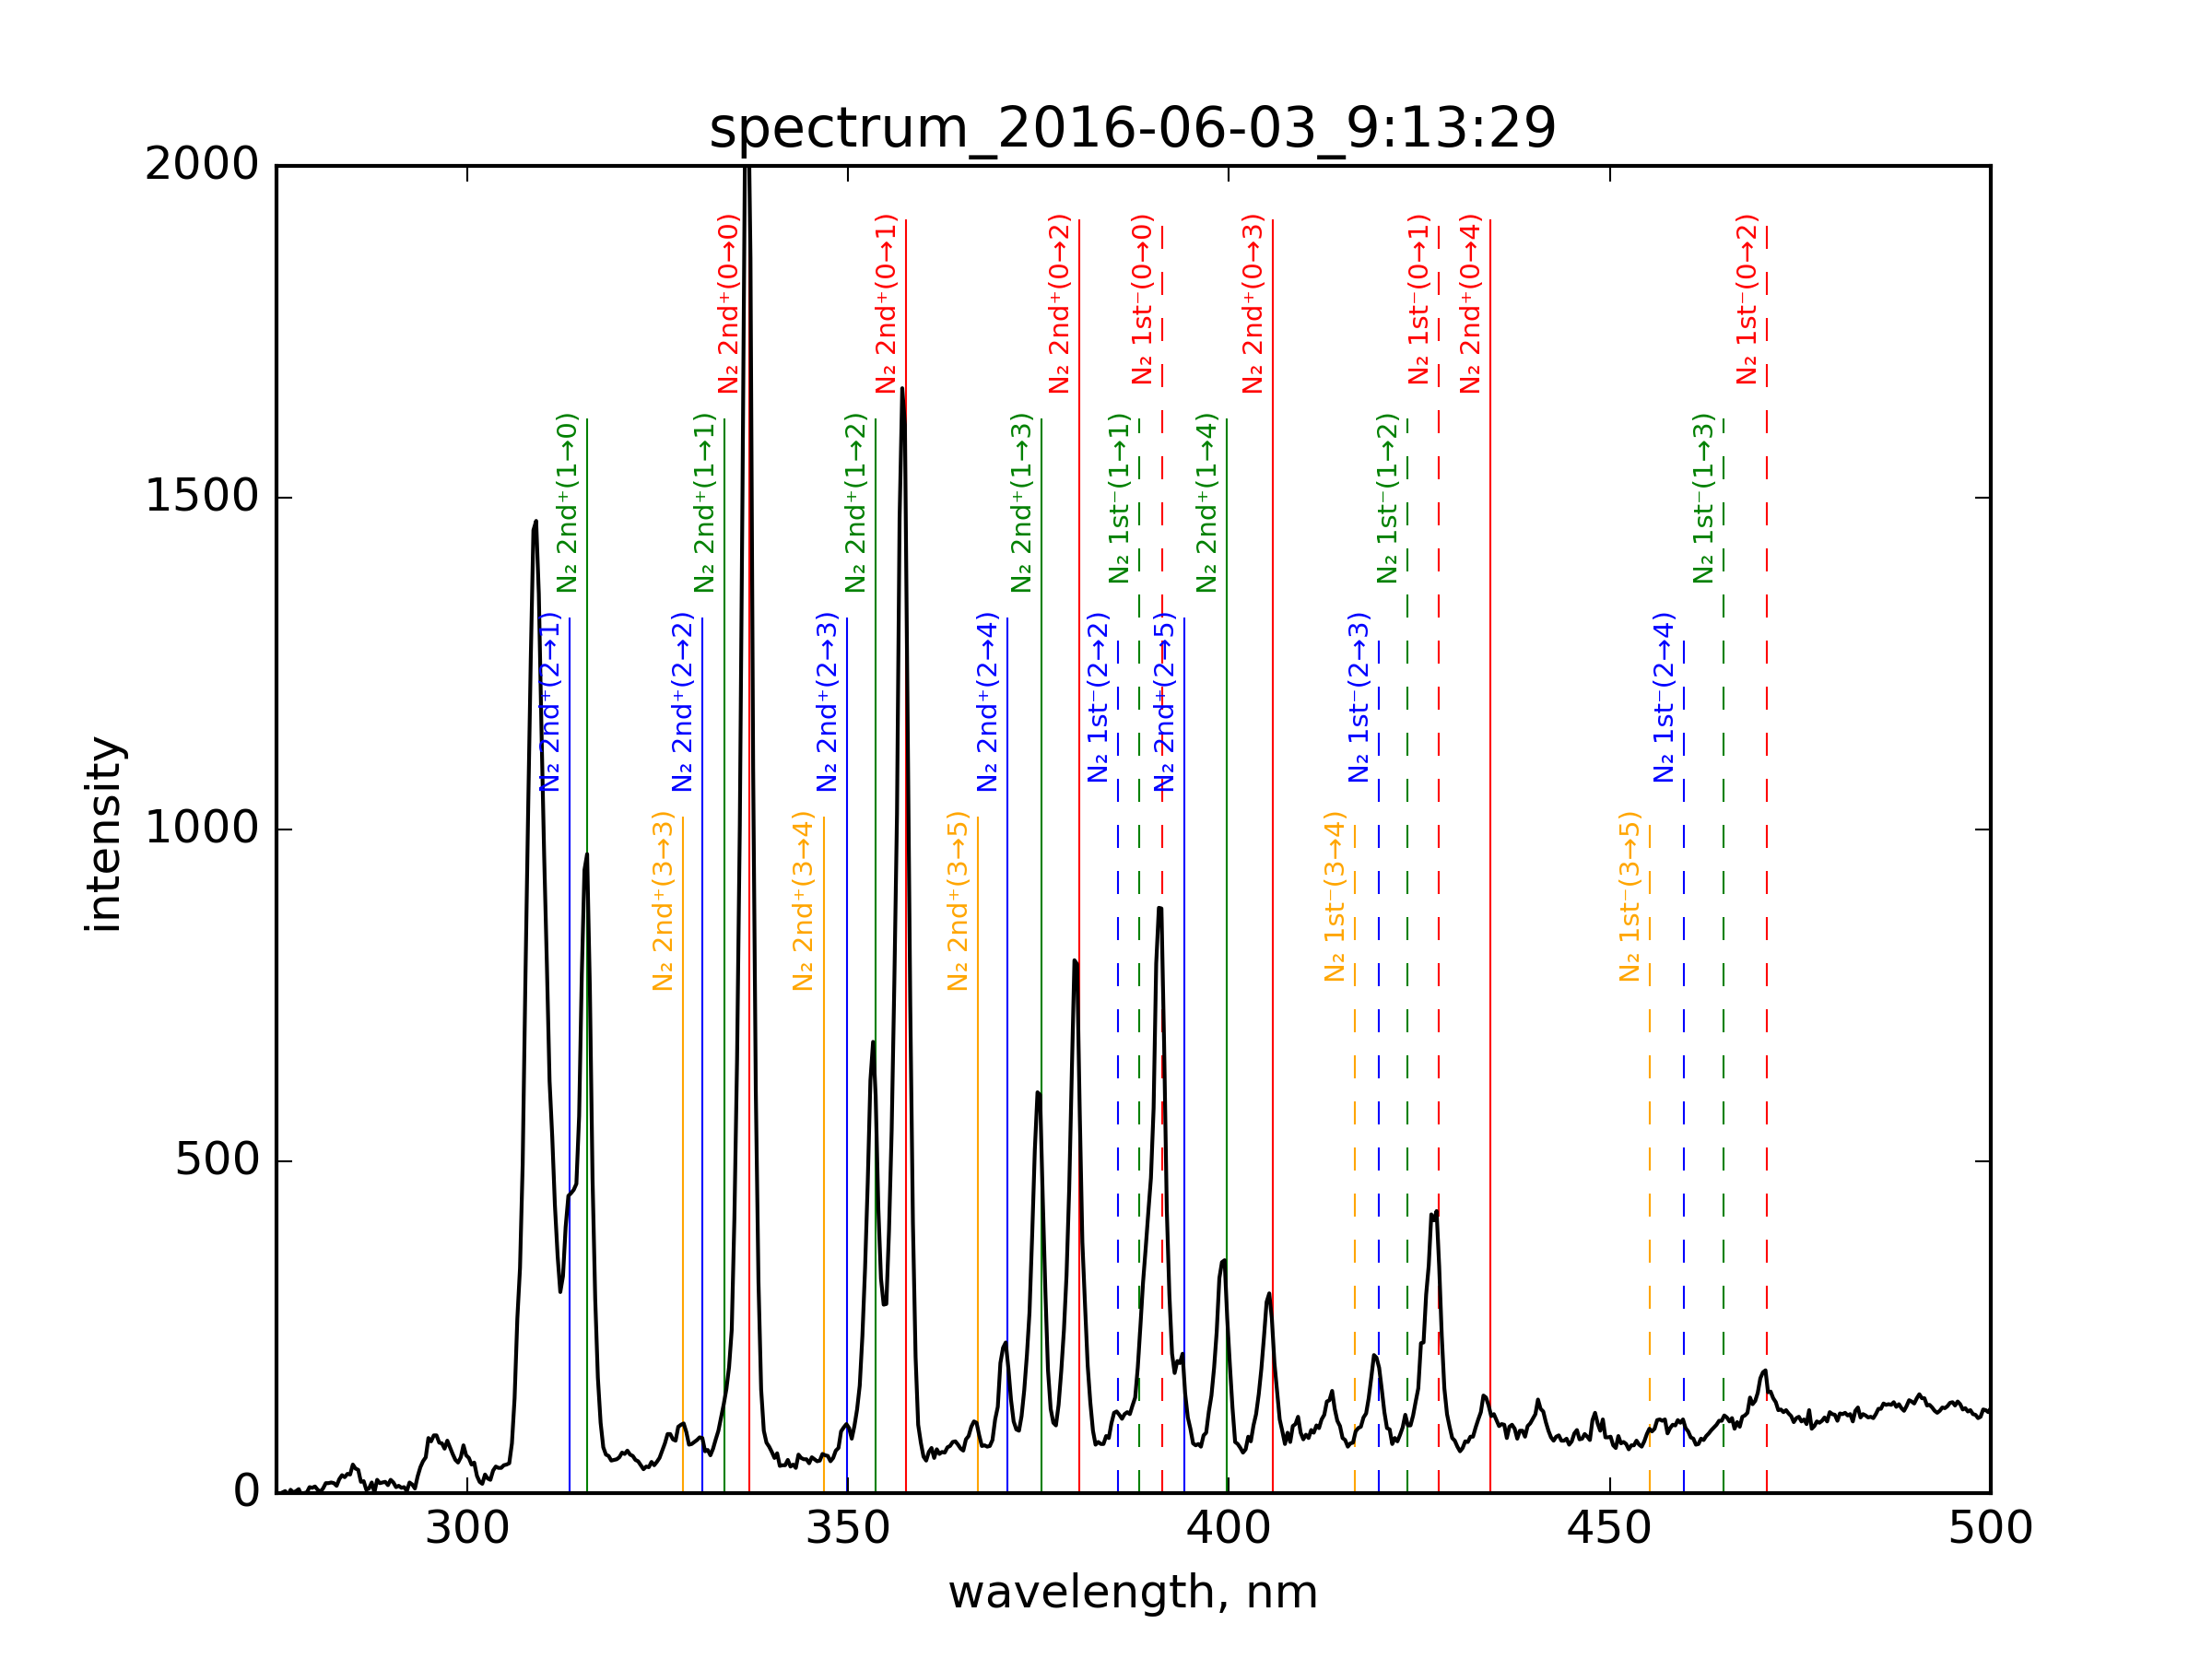 spectrum_2016-06-03_9:13:29
2000
1500
1000
500
0
intensity
N₂ 2nd⁺(0→0)
N₂ 2nd⁺(0→1)
N₂ 2nd⁺(0→2)
N₂ 1st⁻(0→0)
N₂ 2nd⁺(0→3)
N₂ 1st⁻(0→1)
N₂ 2nd⁺(0→4)
N₂ 1st⁻(0→2)
N₂ 2nd⁺(1→0)
N₂ 2nd⁺(1→1)
N₂ 2nd⁺(1→2)
N₂ 2nd⁺(1→3)
N₂ 1st⁻(1→1)
N₂ 2nd⁺(1→4)
N₂ 1st⁻(1→2)
N₂ 1st⁻(1→3)
N₂ 2nd⁺(2→1)
N₂ 2nd⁺(2→2)
N₂ 2nd⁺(2→3)
N₂ 2nd⁺(2→4)
N₂ 1st⁻(2→2)
N₂ 2nd⁺(2→5)
N₂ 1st⁻(2→3)
N₂ 1st⁻(2→4)
N₂ 2nd⁺(3→3)
N₂ 2nd⁺(3→4)
N₂ 2nd⁺(3→5)
N₂ 1st⁻(3→4)
N₂ 1st⁻(3→5)
300 350 400 450 500
wavelength, nm